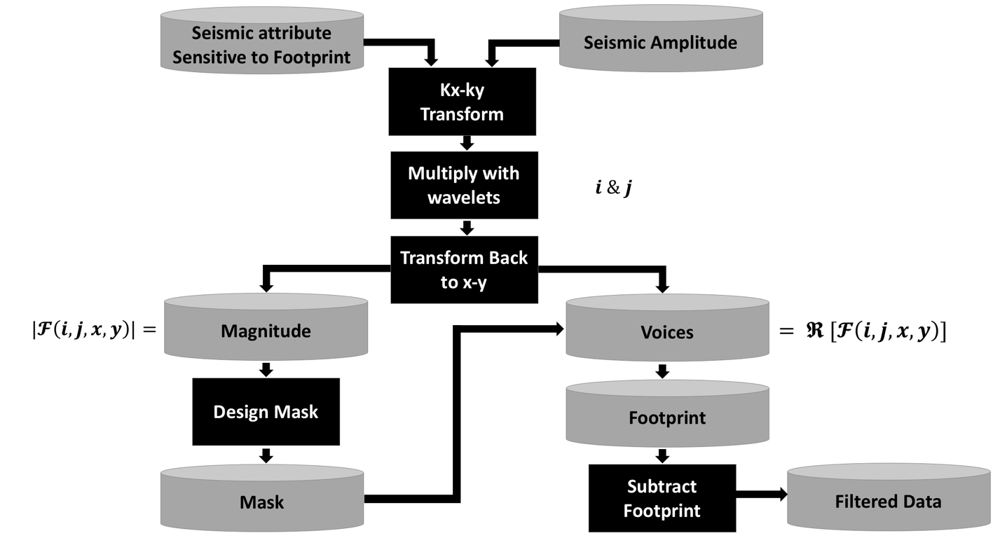 Seismic attribute
Sensitive to Footprint
Seismic Amplitude
Kx-ky
Transform
Multiply with
wavelets
i & j
Transform Back
to x-y
|ℱ(i, j, x, y)| =
Magnitude
Voices
= ℜ [ℱ(i, j, x, y)]
Design Mask
Footprint
Mask
Subtract
Footprint
Filtered Data